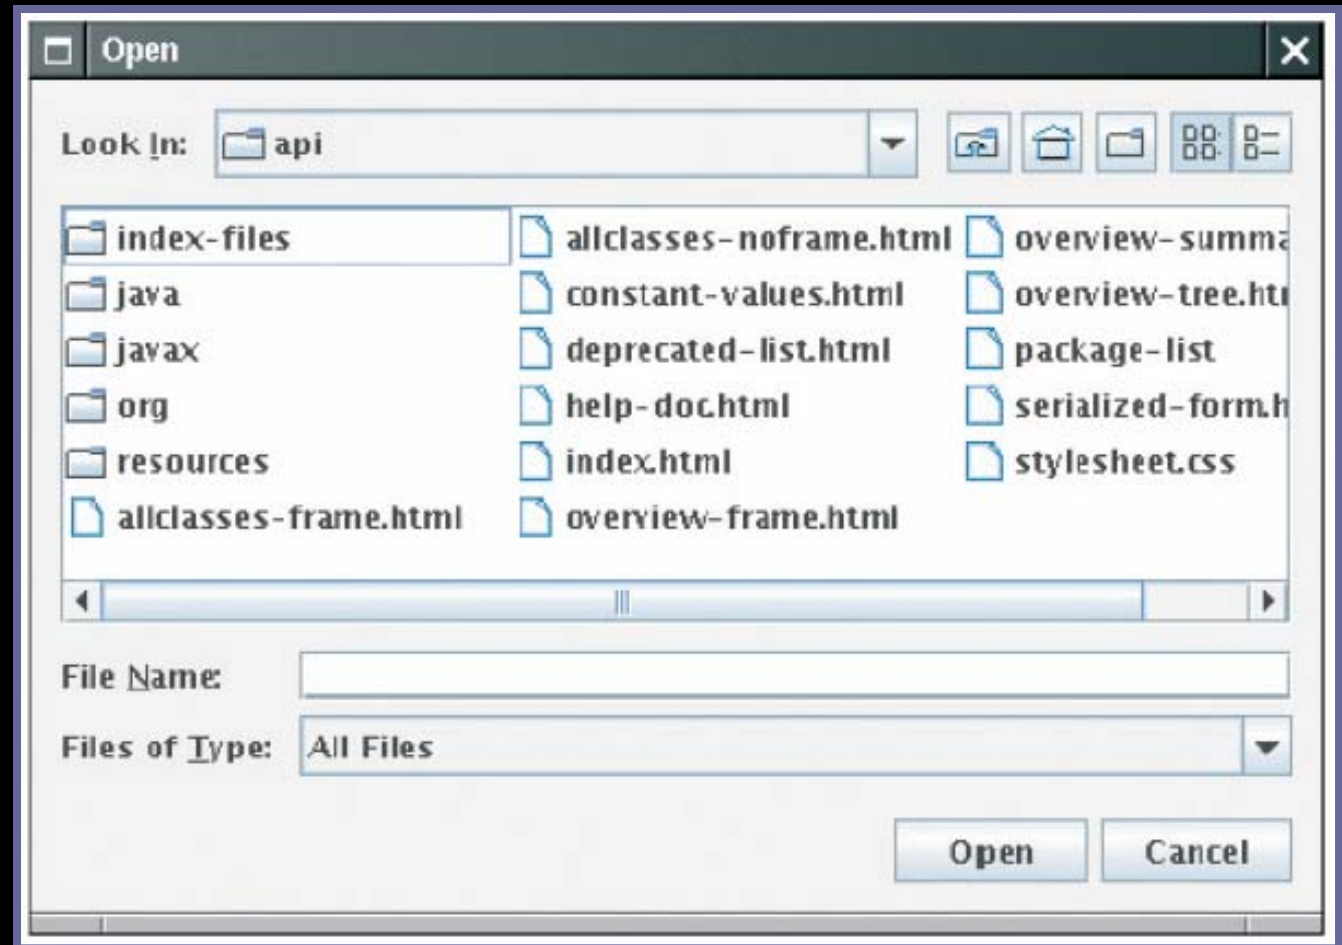 Open
Look In: api
index-files
java
javax
org
resources
allclasses-frame.html
allclasses-noframe.html
constant-values.html
deprecated-list.html
help-doc.html
index.html
overview-frame.html
overview-summa
overview-tree.htm
package-list
serialized-form.h
stylesheet.css
File Name:
Files of Type: All Files
Open Cancel